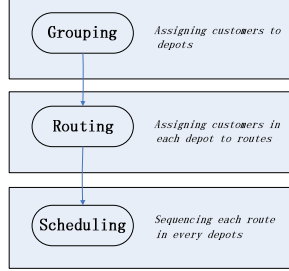 Grouping
Assigning customers to
depots
Routing
Assigning customers in
each depot to routes
Scheduling
Sequencing each route
in every depots